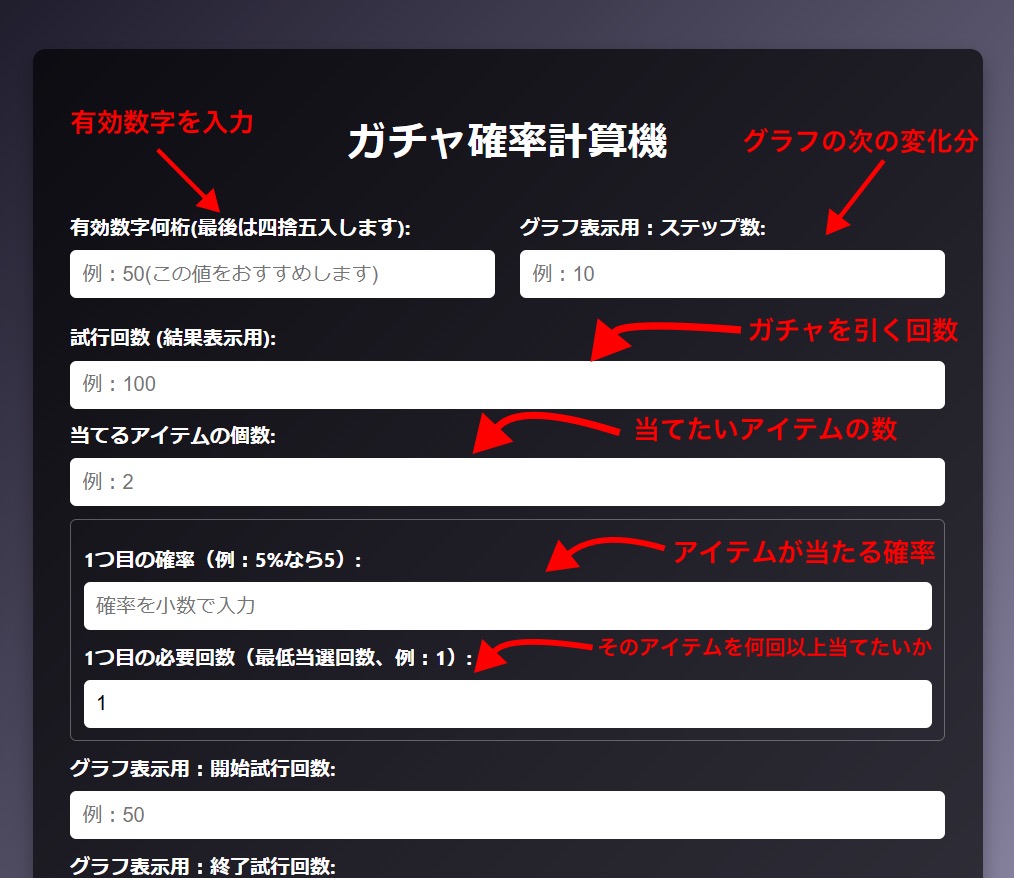 有効数字を入力
ガチャ確率計算機
グラフの次の変化分
有効数字何桁(最後は四捨五入します):
グラフ表示用：ステップ数:
例：50(この値をおすすめします)
例：10
試行回数 (結果表示用):
ガチャを引く回数
例：100
当てるアイテムの個数:
当てたいアイテムの数
例：2
1つ目の確率（例：5%なら5）:
アイテムが当たる確率
確率を小数で入力
1つ目の必要回数（最低当選回数、例：1）:
そのアイテムを何回以上当てたいか
1
グラフ表示用：開始試行回数:
例：50
グラフ表示用：終了試行回数: